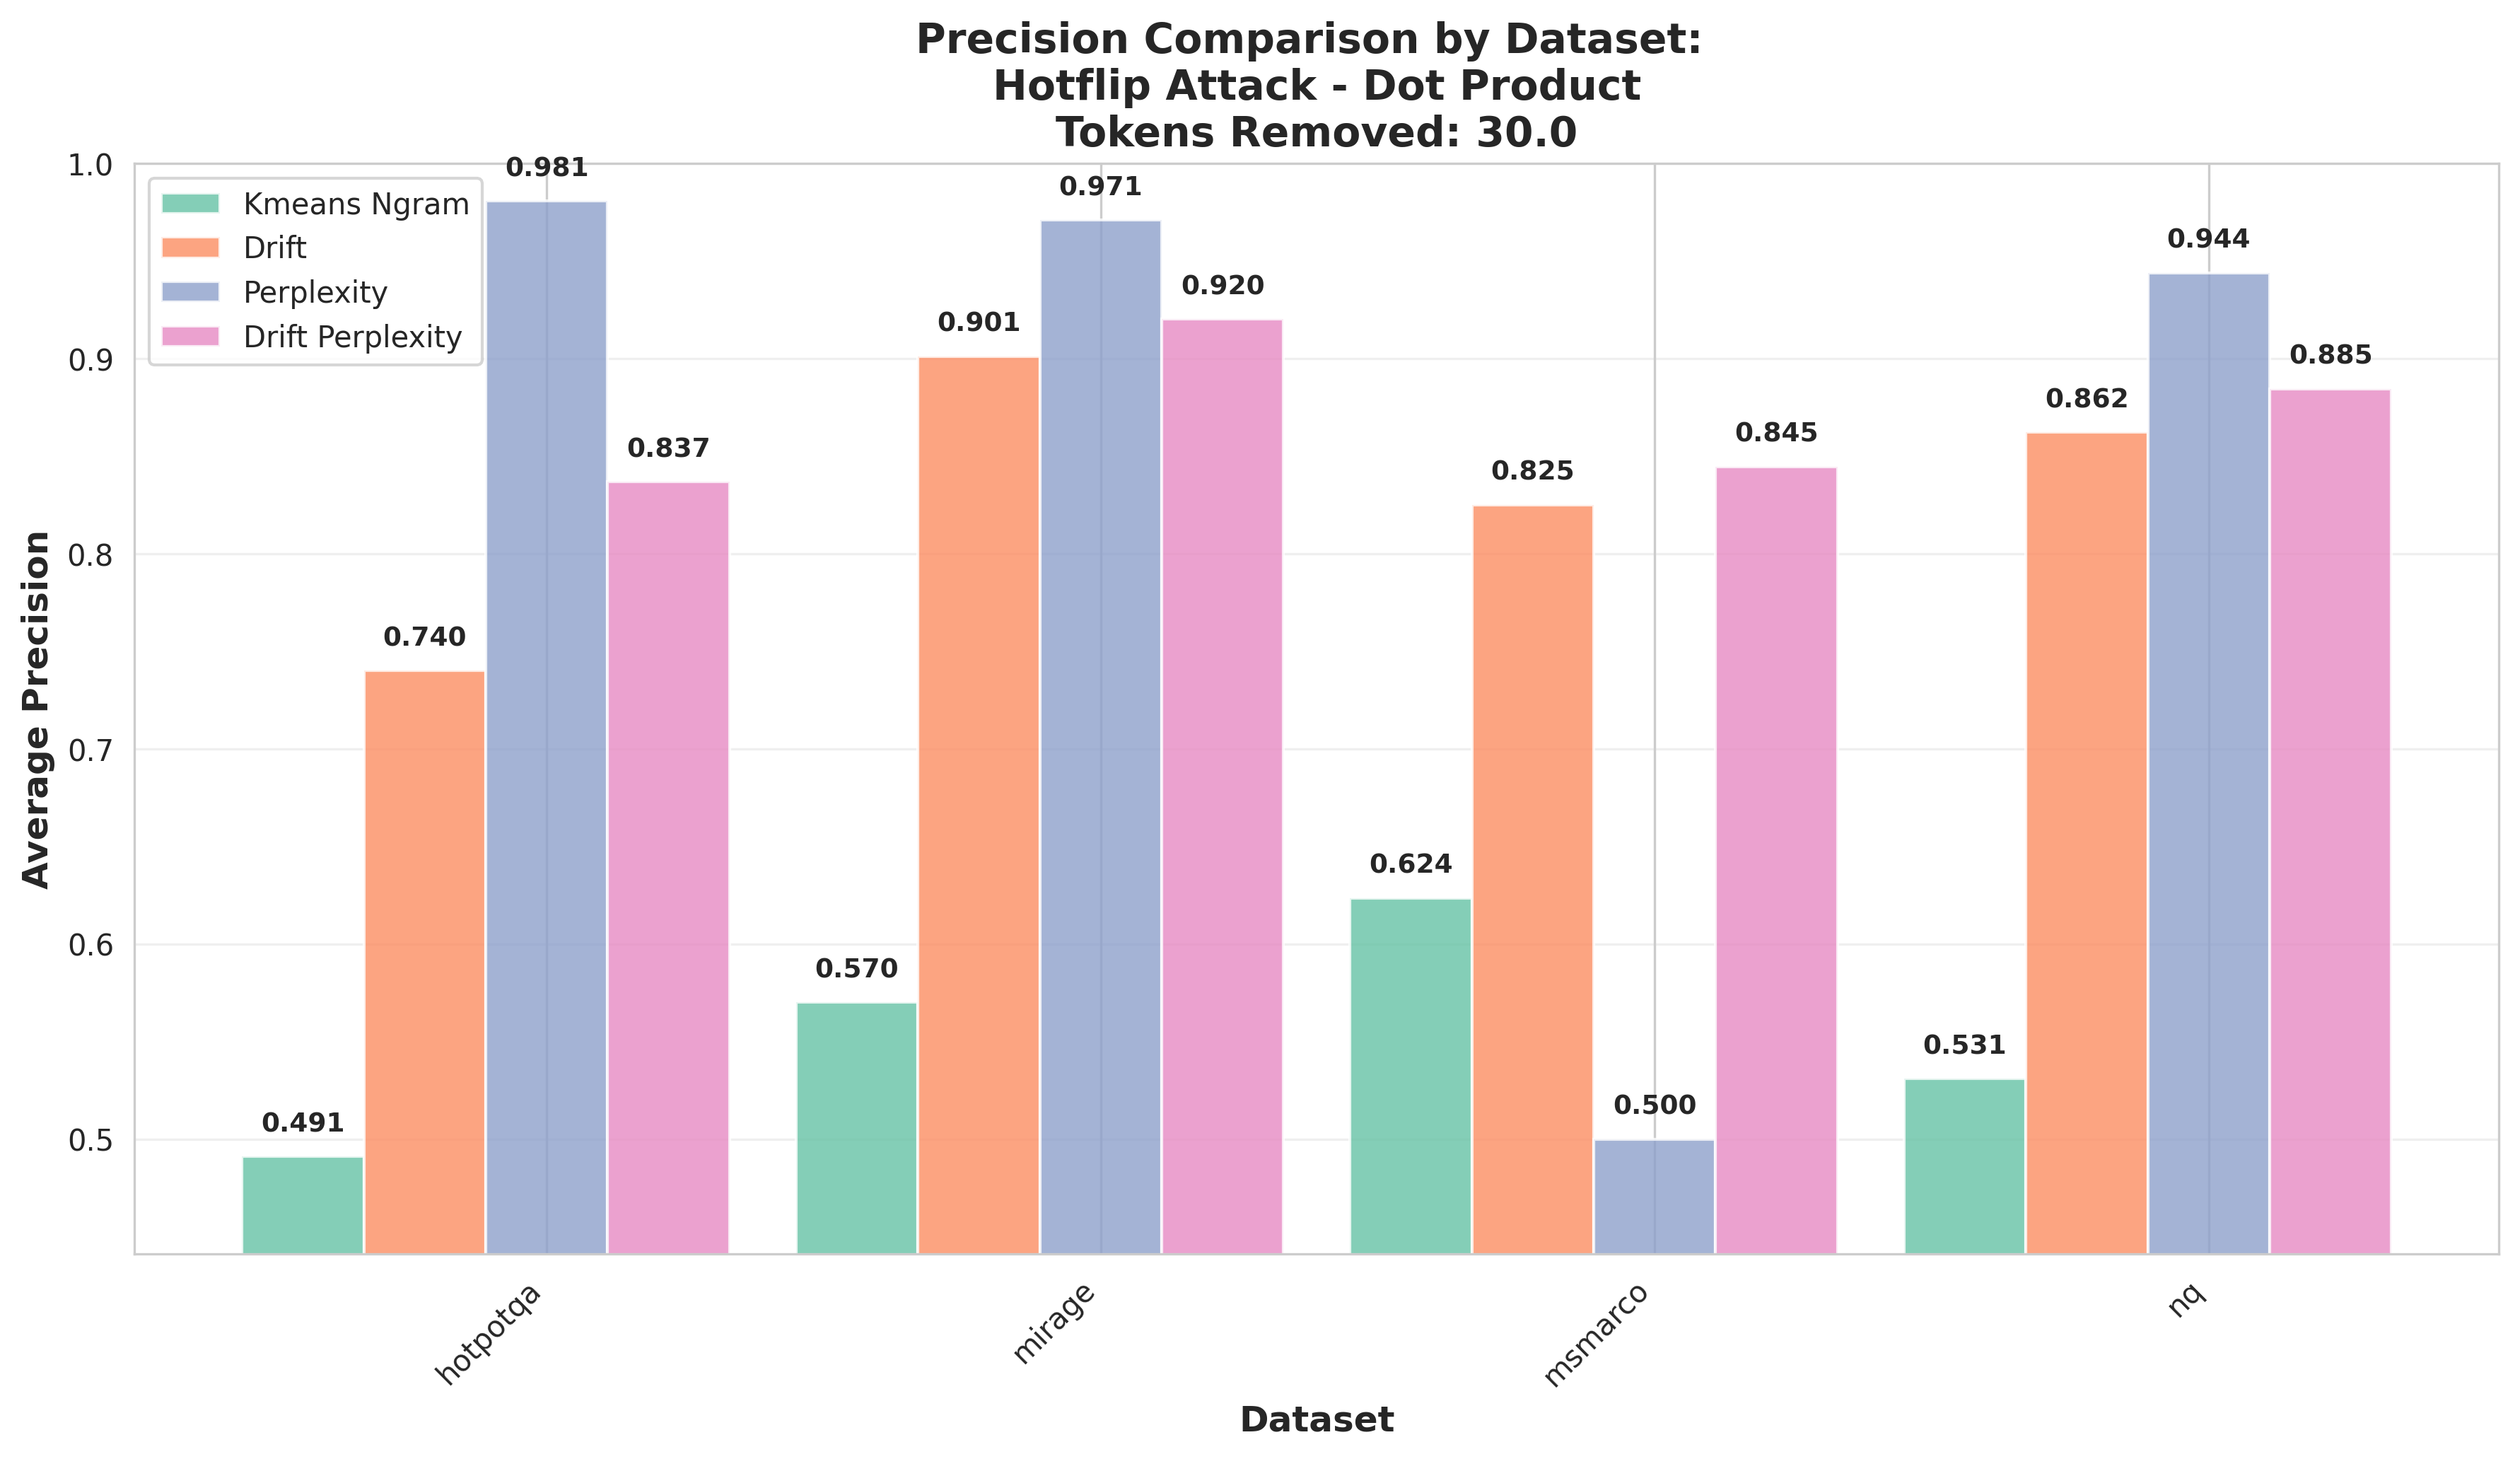 Precision Comparison by Dataset:
Hotflip Attack - Dot Product
Tokens Removed: 30.0
Kmeans Ngram
Drift
Perplexity
Drift Perplexity
Average Precision
1.0
0.9
0.8
0.7
0.6
0.5
0.491
0.740
0.981
0.837
0.570
0.901
0.971
0.920
0.624
0.825
0.500
0.845
0.531
0.862
0.944
0.885
hotpotqa
mirage
msmarco
nq
Dataset